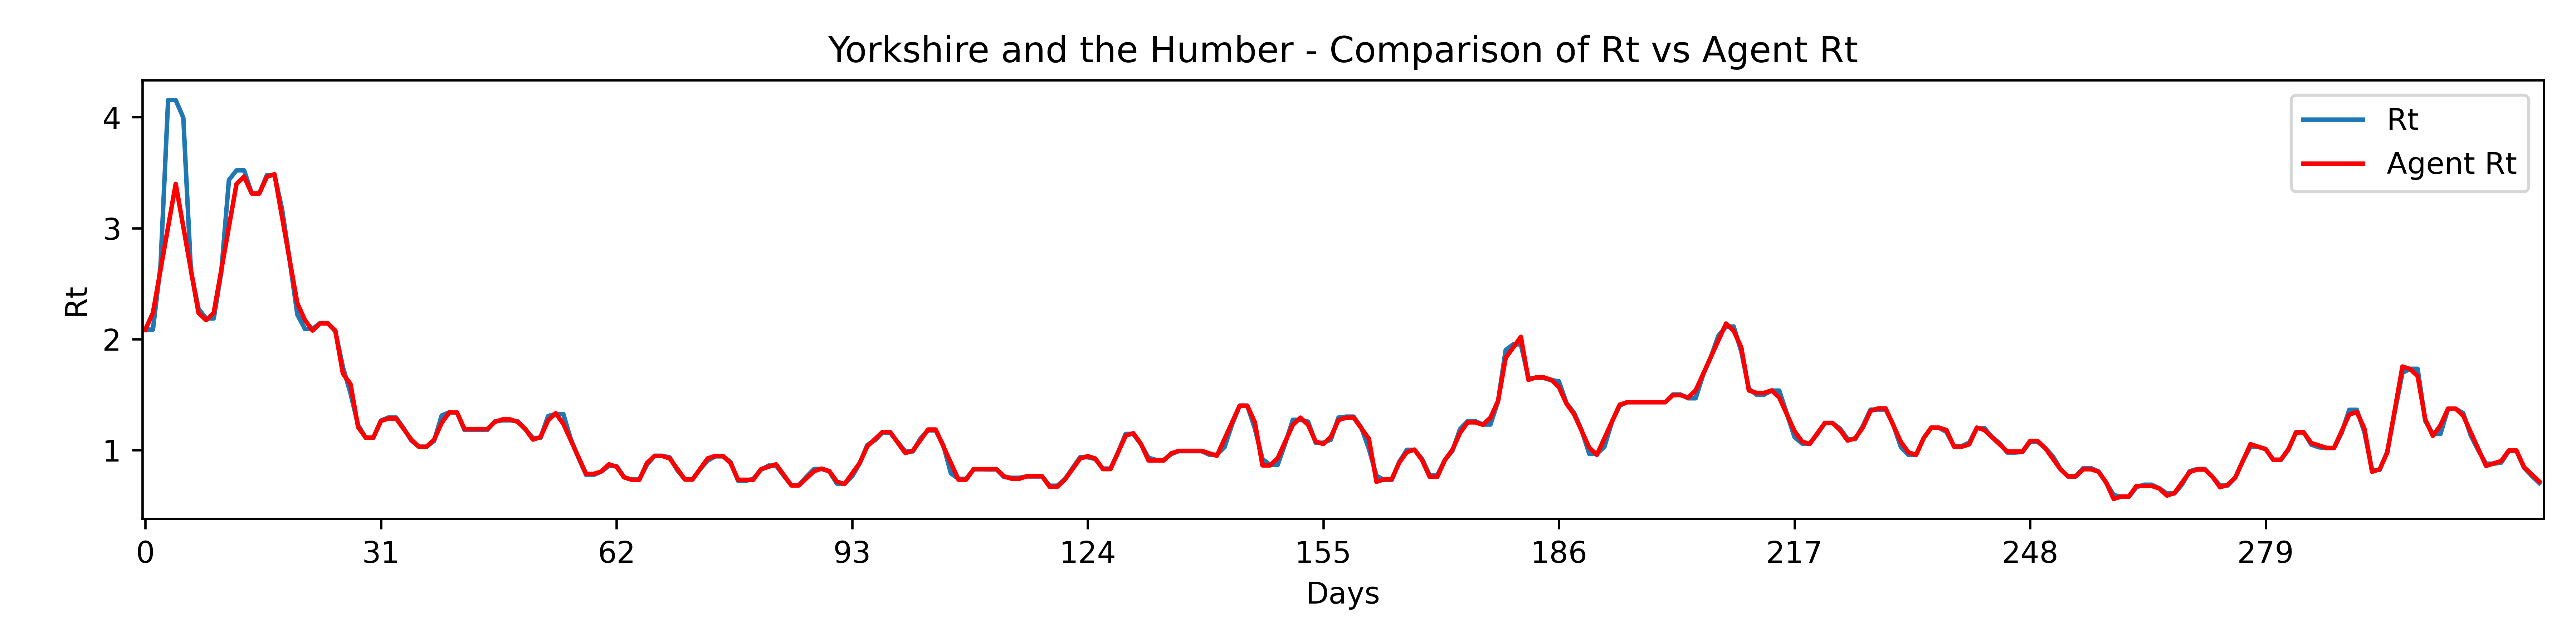 Yorkshire and the Humber - Comparison of Rt vs Agent Rt
Rt
Agent Rt
4
3
2
1
Rt
0 31 62 93 124 155 186 217 248 279
Days